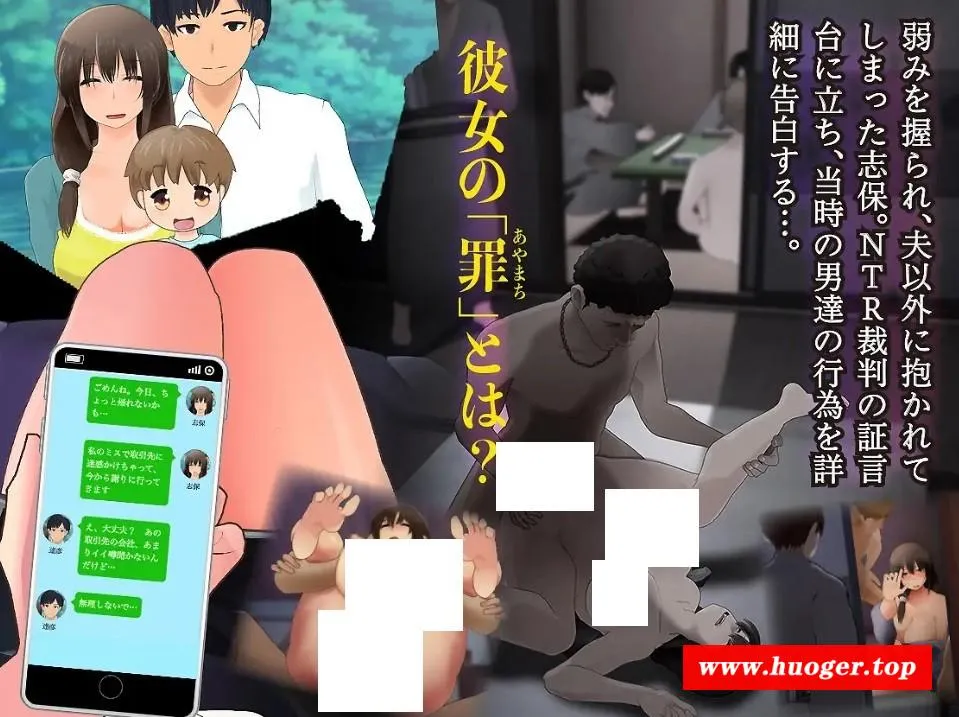 弱みを握られ、夫以外に抱かれて
しまった志保。NTR裁判の証言
台に立ち、当時の男達の行為を詳
細に告白する…。
彼女の「罪」とは?
あやまち
ごめんね。今日、ち
ょっと帰れないか
も…
志保
私のミスで取引先に
迷惑かけちゃって、
今から謝りに行って
きます
志保
え、大丈夫? あの
取引先の会社、あま
りイイ噂聞かないん
だけど…
達彦
無理しないで…
達彦
www.huoger.top